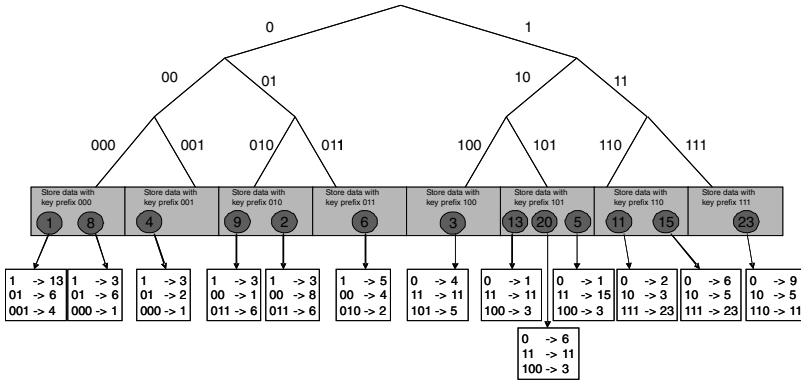 0 1
00 01 10 11
000 001 010 011 100 101 110 111
Store data with
key prefix 000
Store data with
key prefix 001
Store data with
key prefix 010
Store data with
key prefix 011
Store data with
key prefix 100
Store data with
key prefix 101
Store data with
key prefix 110
Store data with
key prefix 111
1 8 4 9 2 6 3 13 20 5 11 15 23
1 -> 13
01 -> 6
001 -> 4
1 -> 3
01 -> 6
000 -> 1
1 -> 3
01 -> 2
000 -> 1
1 -> 3
00 -> 1
011 -> 6
1 -> 3
00 -> 8
011 -> 6
1 -> 5
00 -> 4
010 -> 2
0 -> 4
11 -> 11
101 -> 5
0 -> 1
11 -> 11
100 -> 3
0 -> 6
11 -> 11
100 -> 3
0 -> 1
11 -> 15
100 -> 3
0 -> 2
10 -> 3
111 -> 23
0 -> 6
10 -> 5
111 -> 23
0 -> 9
10 -> 5
110 -> 11